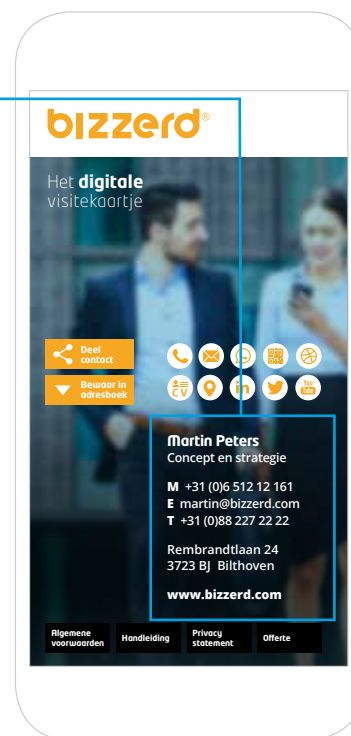 bizzerd®
Het digitale
visitekaartje
Deel
contact
Bewaar in
adresboek
CV
in
You
Tube
Martin Peters
Concept en strategie
M +31 (0)6 512 12 161
E martin@bizzerd.com
T +31 (0)88 227 22 22
Rembrandtlaan 24
3723 BJ Bilthoven
www.bizzerd.com
Algemene
voorwaarden
Handleiding
Privacy
statement
Offerte